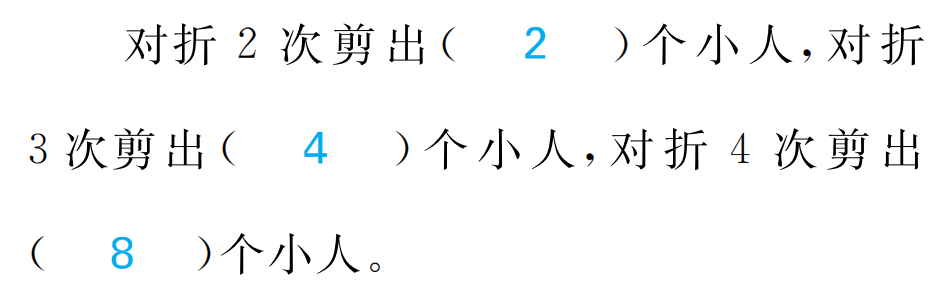 对折 2 次剪出( 2 )个小人,对折
3 次剪出( 4 )个小人,对折 4 次剪出
( 8 )个小人。